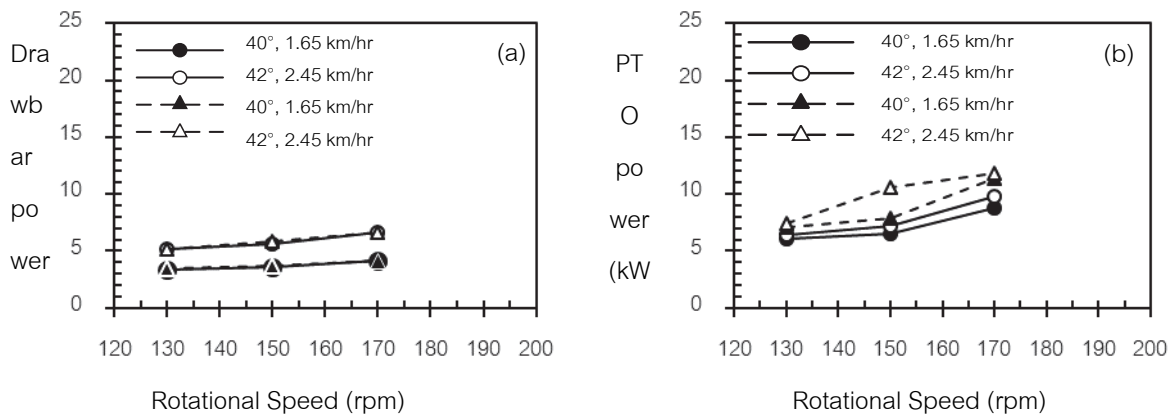 Dra
wb
ar
po
wer
25
20
15
10
5
0
40°, 1.65 km/hr
42°, 2.45 km/hr
40°, 1.65 km/hr
42°, 2.45 km/hr
(a)
120 130 140 150 160 170 180 190 200
Rotational Speed (rpm)
PT
O
po
wer
(kW
25
20
15
10
5
0
40°, 1.65 km/hr
42°, 2.45 km/hr
40°, 1.65 km/hr
42°, 2.45 km/hr
(b)
120 130 140 150 160 170 180 190 200
Rotational Speed (rpm)